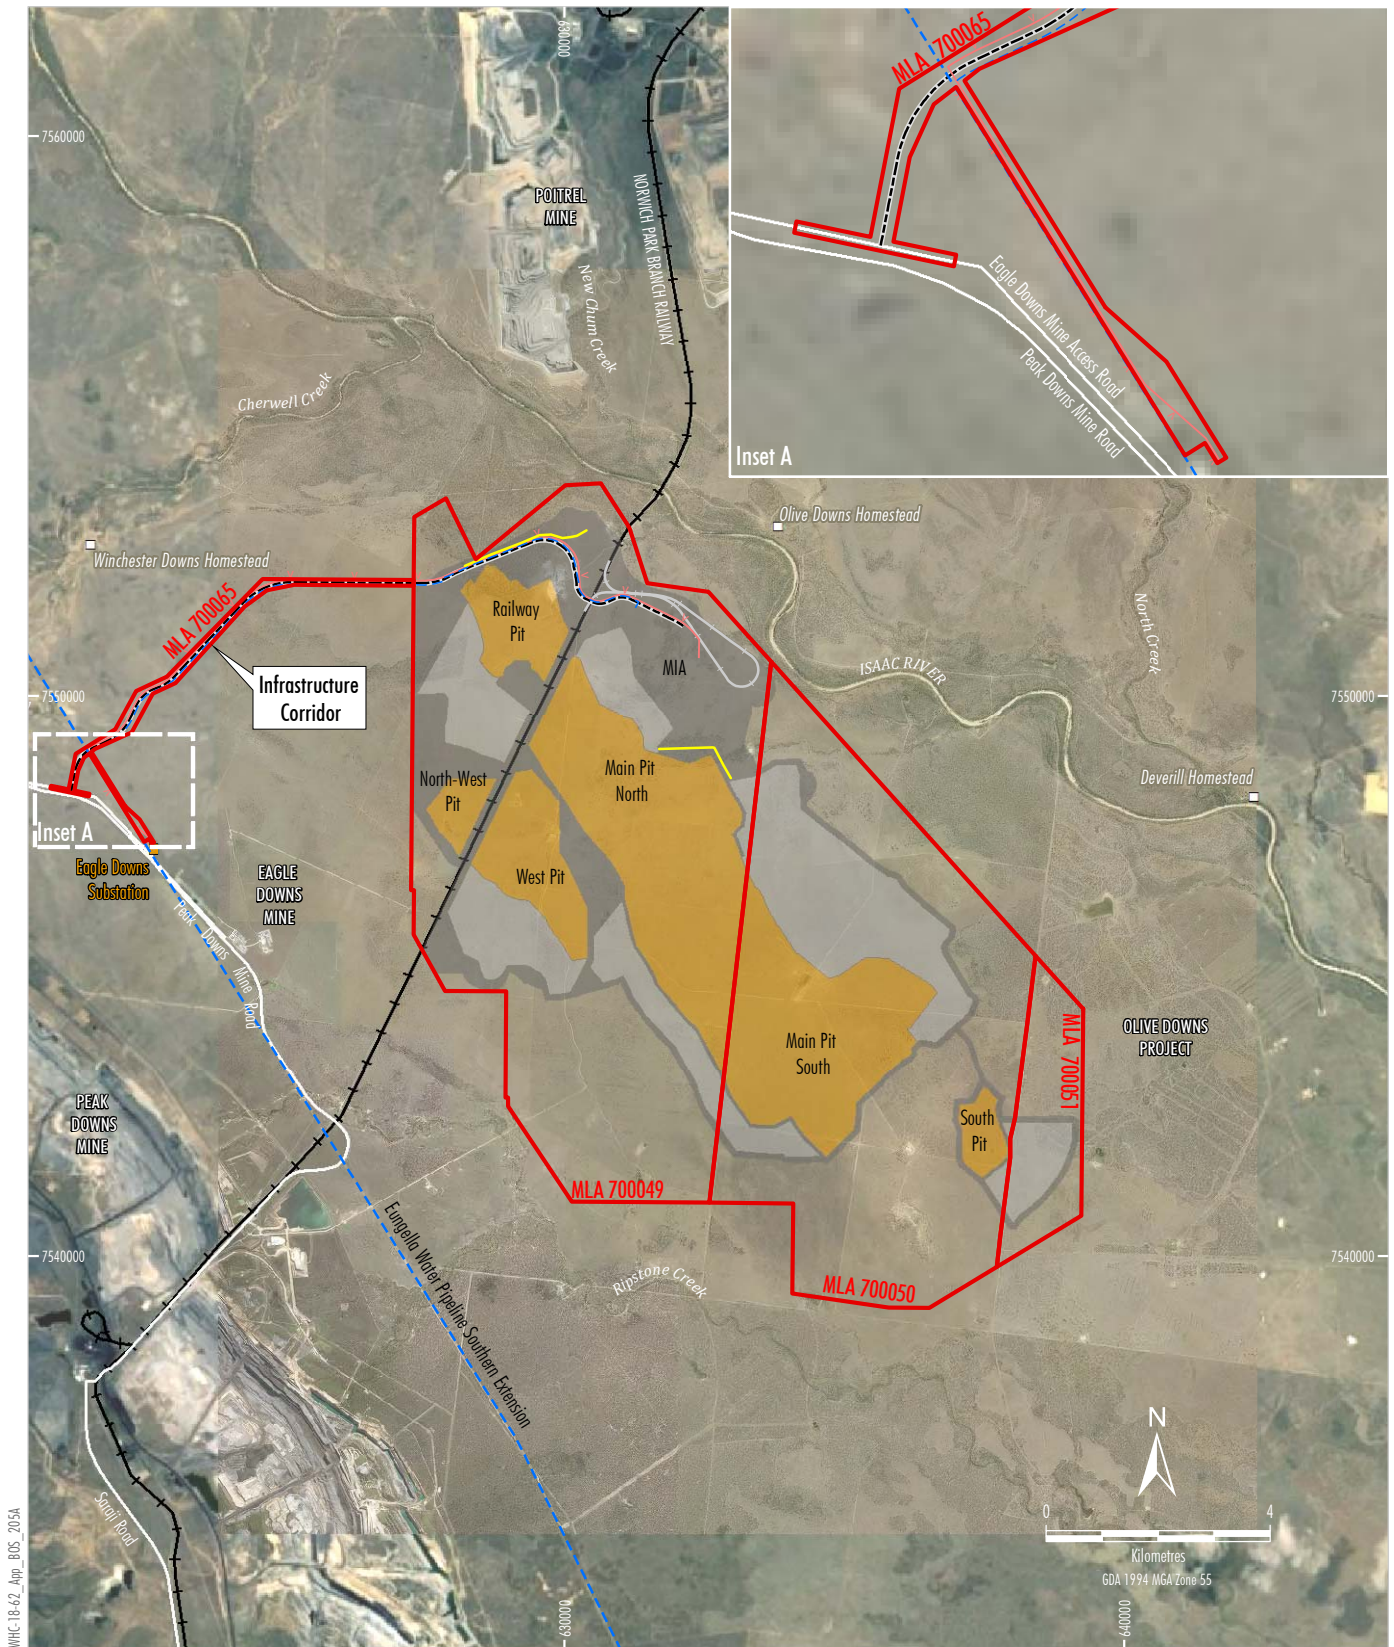 630000
MLA 700065
7560000
POITREL
MINE
NORWICH PARK BRANCH RAILWAY
New Chum Creek
Cherwell Creek
Eagle Downs Mine Access Road
Peak Downs Mine Road
Inset A
Olive Downs Homestead
Winchester Downs Homestead
MLA 700065
Railway
Pit
North Creek
Infrastructure
Corridor
MIA
ISAAC RIVER
7550000
7550000
North-West
Pit
Main Pit
North
Deverill Homestead
Inset A
Eagle Downs
Substation
EAGLE
DOWNS
MINE
West Pit
Peak Downs Mine Road
Main Pit
South
MLA 700051
OLIVE DOWNS
PROJECT
PEAK
DOWNS
MINE
South
Pit
MLA 700049
7540000
7540000
Eungella Water Pipeline Southern Extension
Ripstone Creek
MLA 700050
N
0 4
Kilometres
GDA 1994 MGA Zone 55
Saraji Road
630000
640000
WHC-18-62_App_BOS_205A